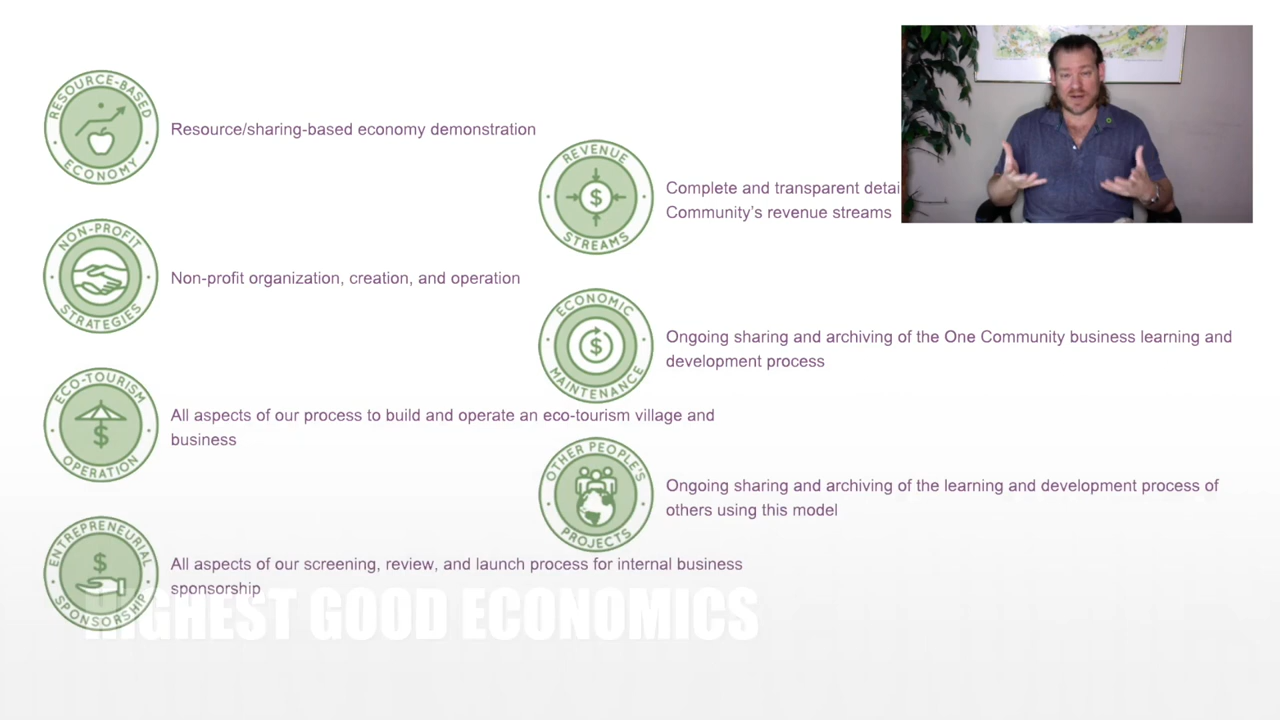 RESOURCE-BASED
ECONOMY
Resource/sharing-based economy demonstration
NON-PROFIT
STRATEGIES
Non-profit organization, creation, and operation
ECO-TOURISM
$
OPERATION
All aspects of our process to build and operate an eco-tourism village and
business
ENTREPRENEURIAL
$
SPONSORSHIP
All aspects of our screening, review, and launch process for internal business
sponsorship
REVENUE
$
STREAMS
Complete and transparent detai
Community’s revenue streams
ECONOMIC
$
MAINTENANCE
Ongoing sharing and archiving of the One Community business learning and
development process
OTHER PEOPLE'S
PROJECTS
Ongoing sharing and archiving of the learning and development process of
others using this model
HIGHEST GOOD ECONOMICS